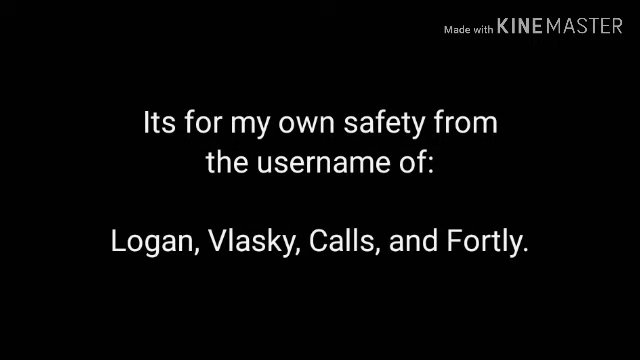 Made with KINEMASTER
Its for my own safety from
the username of:
Logan, Vlasky, Calls, and Fortly.